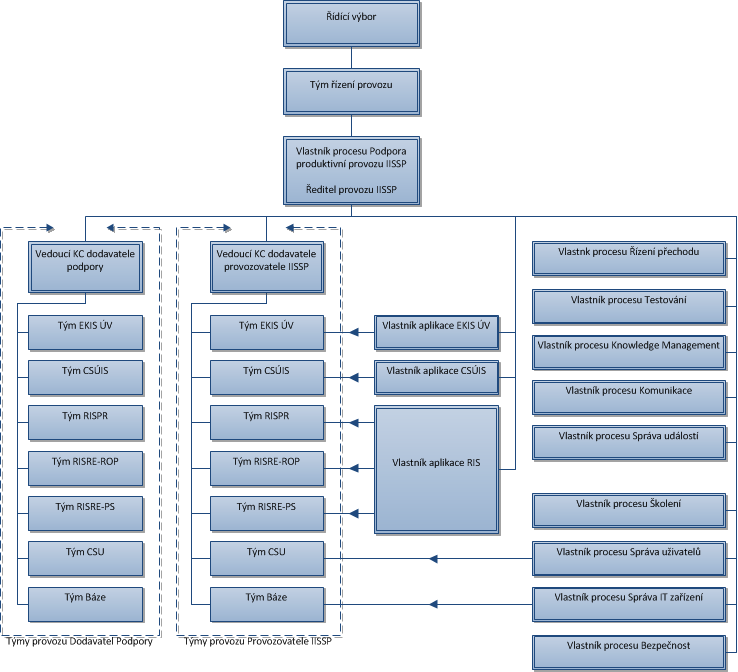 Řídící výbor
Tým řízení provozu
Vlastník procesu Podpora
produktivní provozu IISSP
Ředitel provozu IISSP
Vedoucí KC dodavatele
podpory
Tým EKIS ÚV
Tým CSÚIS
Tým RISPR
Tým RISRE-ROP
Tým RISRE-PS
Tým CSU
Tým Báze
Týmy provozu Dodavatel Podpory
Vedoucí KC dodavatele
provozovatele IISSP
Tým EKIS ÚV
Tým CSÚIS
Tým RISPR
Tým RISRE-ROP
Tým RISRE-PS
Tým CSU
Tým Báze
Týmy provozu Provozovatele IISSP
Vlastník aplikace EKIS ÚV
Vlastník aplikace CSÚIS
Vlastník aplikace RIS
Vlastnk procesu Řízení přechodu
Vlastník procesu Testování
Vlastník procesu Knowledge Management
Vlastník procesu Komunikace
Vlastník procesu Správa událostí
Vlastník procesu Školení
Vlastník procesu Správa uživatelů
Vlastník procesu Správa IT zařízení
Vlastník procesu Bezpečnost